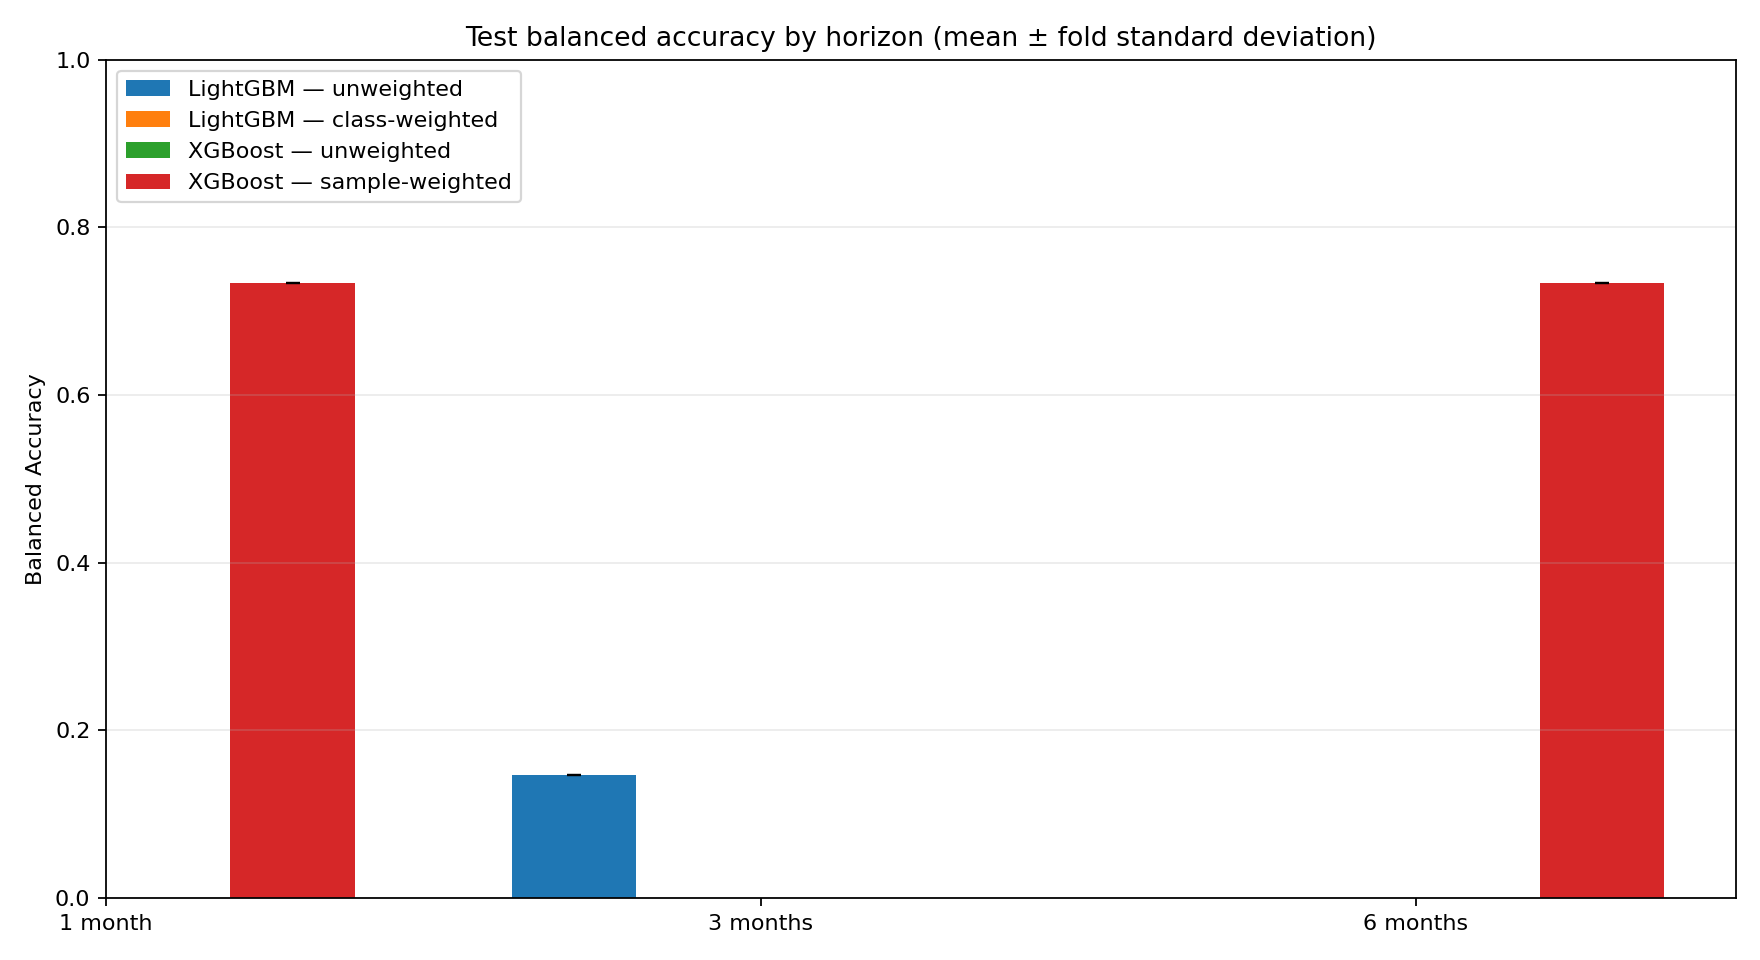 Test balanced accuracy by horizon (mean ± fold standard deviation)
1.0
LightGBM — unweighted
LightGBM — class-weighted
XGBoost — unweighted
XGBoost — sample-weighted
0.8
0.6
Balanced Accuracy
0.4
0.2
0.0
1 month 3 months 6 months